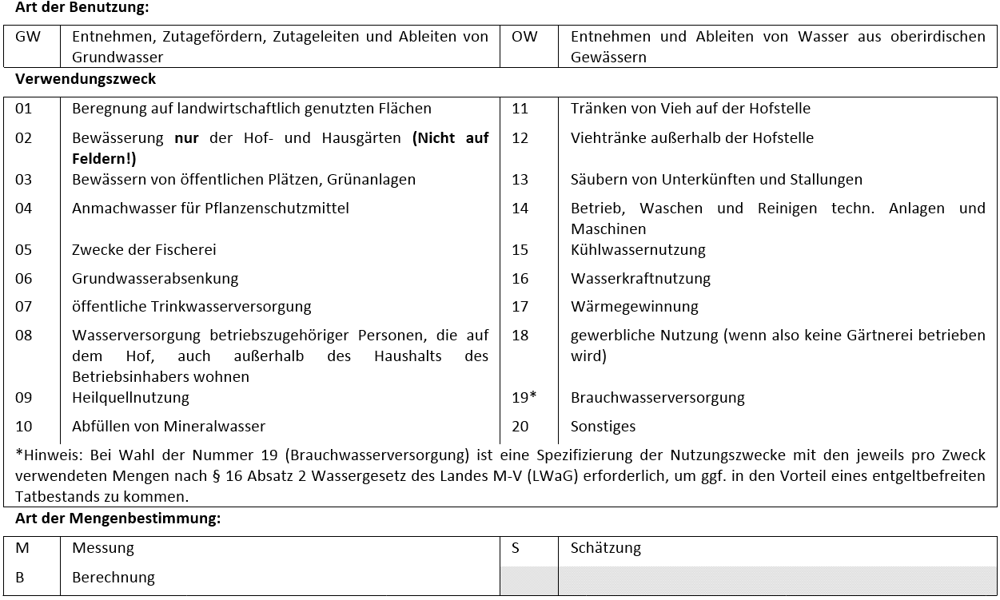 Art der Benutzung:
GW Entnehmen, Zutagefördern, Zutageleiten und Ableiten von
Grundwasser
OW Entnehmen und Ableiten von Wasser aus oberirdischen
Gewässern
Verwendungszweck
01 Beregnung auf landwirtschaftlich genutzten Flächen
11 Tränken von Vieh auf der Hofstelle
02 Bewässerung nur der Hof- und Hausgärten (Nicht auf
Feldern!)
12 Viehtränke außerhalb der Hofstelle
03 Bewässern von öffentlichen Plätzen, Grünanlagen
13 Säubern von Unterkünften und Stallungen
04 Anmachwasser für Pflanzenschutzmittel
14 Betrieb, Waschen und Reinigen techn. Anlagen und
Maschinen
05 Zwecke der Fischerei
15 Kühlwassernutzung
06 Grundwasserabsenkung
16 Wasserkraftnutzung
07 öffentliche Trinkwasserversorgung
17 Wärmegewinnung
08 Wasserversorgung betriebszugehöriger Personen, die auf
dem Hof, auch außerhalb des Haushalts des
Betriebsinhabers wohnen
18 gewerbliche Nutzung (wenn also keine Gärtnerei betrieben
wird)
09 Heilquellnutzung
19* Brauchwasserversorgung
10 Abfüllen von Mineralwasser
20 Sonstiges
*Hinweis: Bei Wahl der Nummer 19 (Brauchwasserversorgung) ist eine Spezifizierung der Nutzungszwecke mit den jeweils pro Zweck
verwendeten Mengen nach § 16 Absatz 2 Wassergesetz des Landes M-V (LWaG) erforderlich, um ggf. in den Vorteil eines entgeltbefreiten
Tatbestands zu kommen.
Art der Mengenbestimmung:
M Messung
S Schätzung
B Berechnung